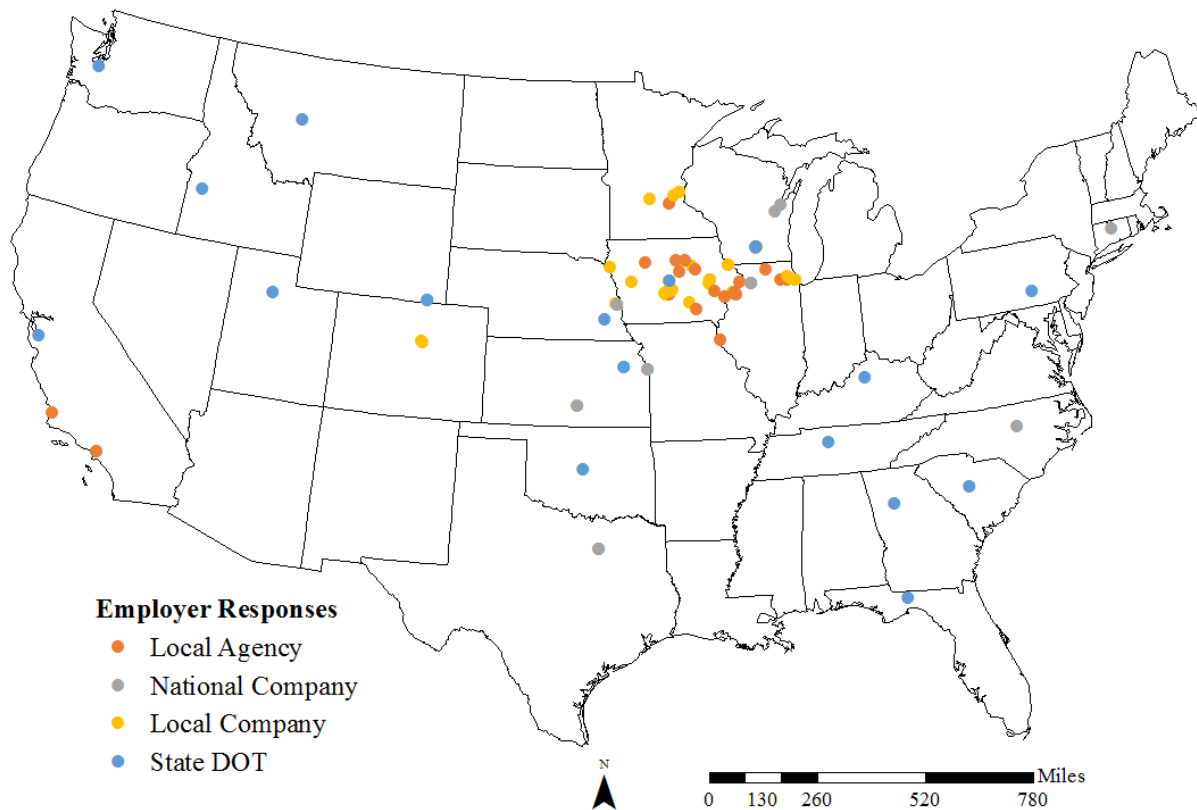 Employer Responses
Local Agency
National Company
Local Company
State DOT
N
Miles
0 130 260 520 780